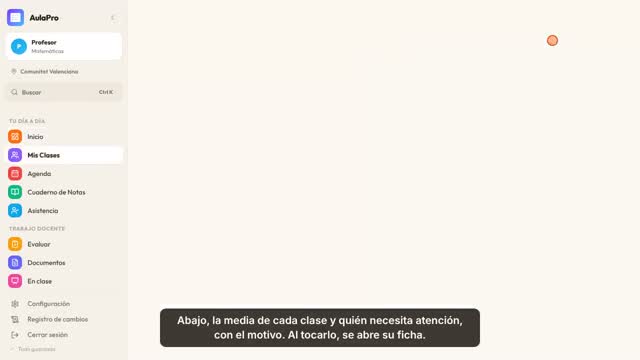 AulaPro
P
Profesor
Matemáticas
Comunitat Valenciana
Buscar
Ctrl K
TU DÍA A DÍA
Inicio
Mis Clases
Agenda
Cuaderno de Notas
Asistencia
TRABAJO DOCENTE
Evaluar
Documentos
En clase
Configuración
Registro de cambios
Cerrar sesión
Todo guardado
Abajo, la media de cada clase y quién necesita atención,
con el motivo. Al tocarlo, se abre su ficha.